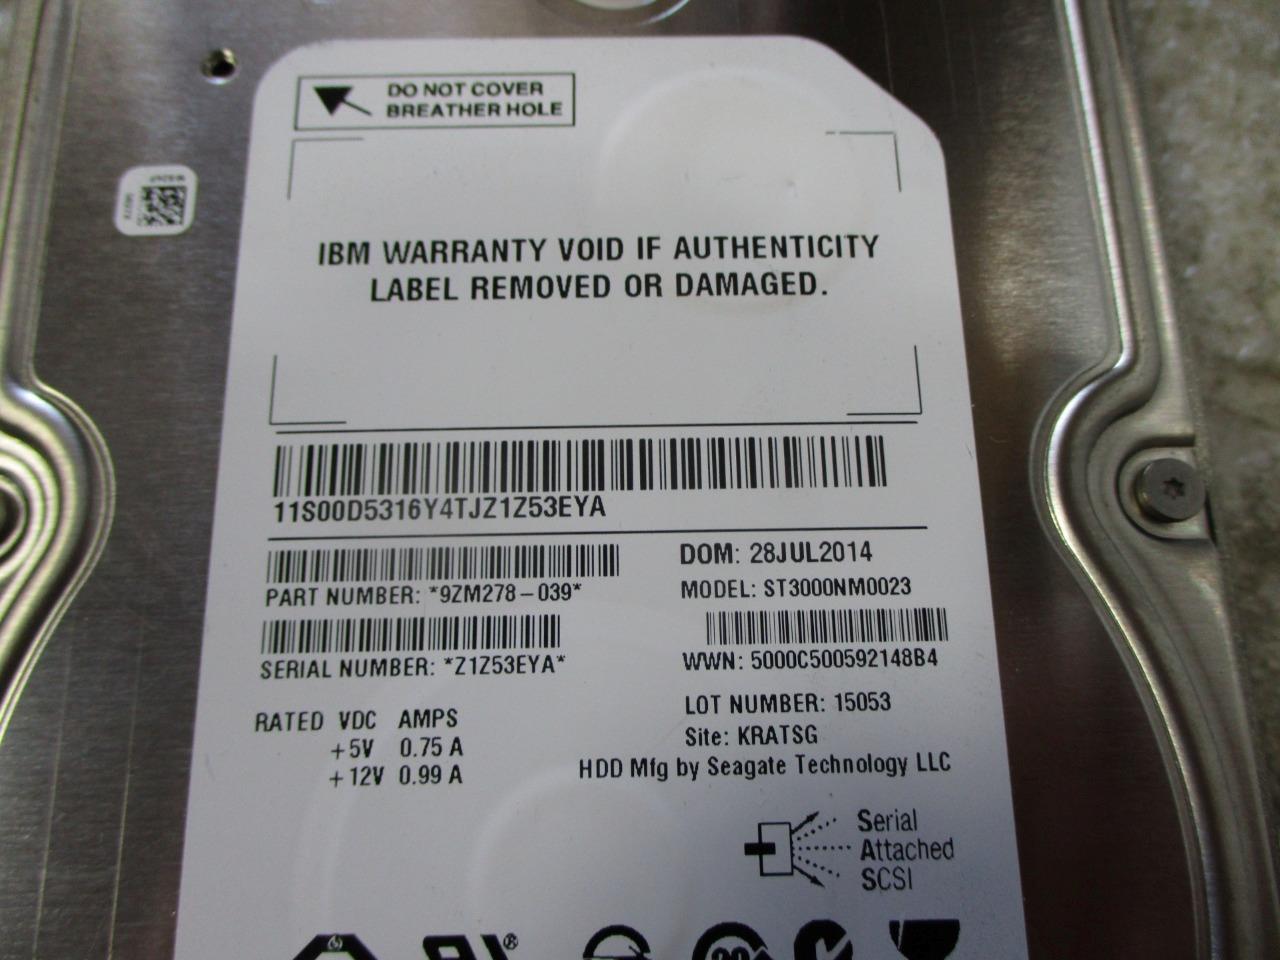 DO NOT COVER
BREATHER HOLE
IBM WARRANTY VOID IF AUTHENTICITY
LABEL REMOVED OR DAMAGED.
11S00D5316Y4TJZ1Z53EYA
PART NUMBER: *9ZM278-039*
SERIAL NUMBER: *Z1Z53EYA*
DOM: 28JUL2014
MODEL: ST3000NM0023
WWN: 5000C500592148B4
RATED VDC AMPS
+5V 0.75 A
+12V 0.99 A
LOT NUMBER: 15053
Site: KRATSG
HDD Mfg by Seagate Technology LLC
Serial
Attached
SCSI